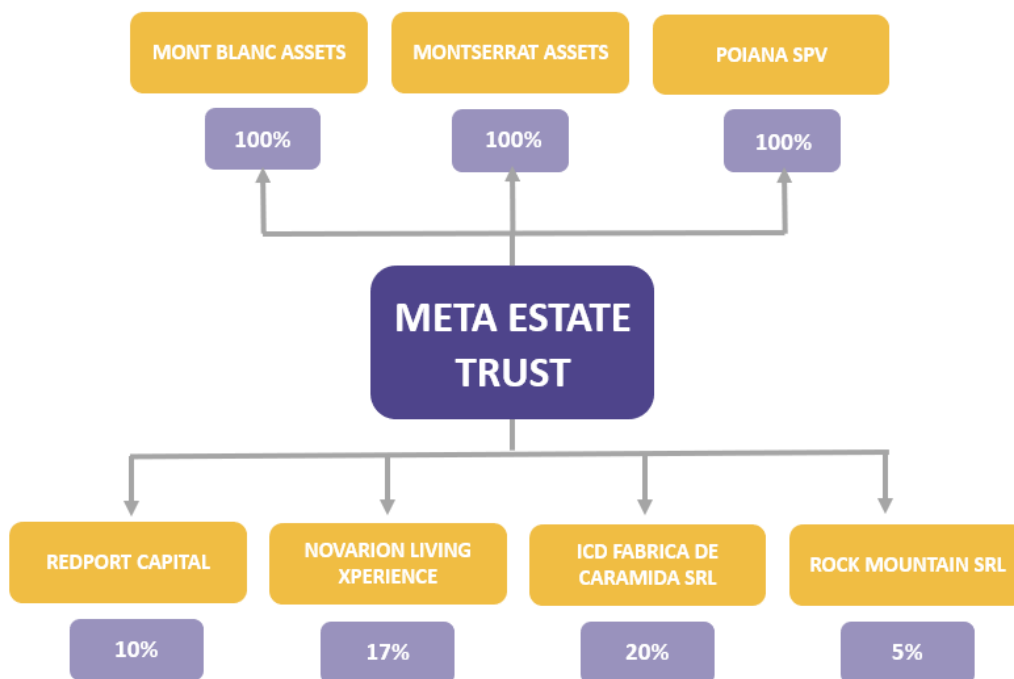 MONT BLANC ASSETS
MONTSERRAT ASSETS
POIANA SPV
100%
100%
100%
META ESTATE
TRUST
REDPORT CAPITAL
NOVARION LIVING
XPERIENCE
ICD FABRICA DE
CARAMIDA SRL
ROCK MOUNTAIN SRL
10%
17%
20%
5%